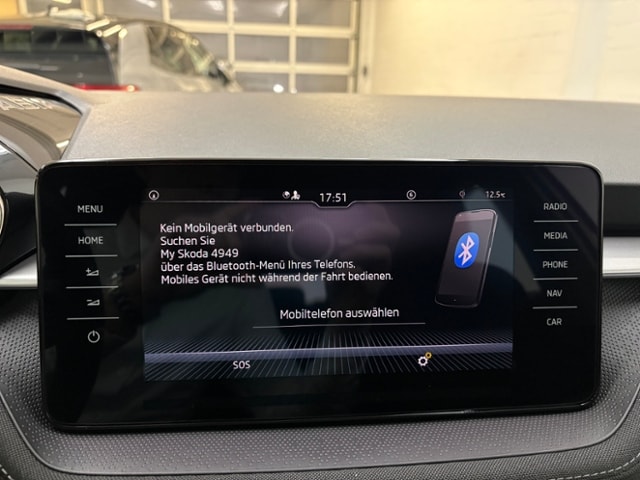 17:51
12.5°C
MENU
HOME
RADIO
MEDIA
PHONE
NAV
CAR
Kein Mobilgerät verbunden.
Suchen Sie
My Skoda 4949
über das Bluetooth-Menü Ihres Telefons.
Mobiles Gerät nicht während der Fahrt bedienen.
Mobiltelefon auswählen
SOS